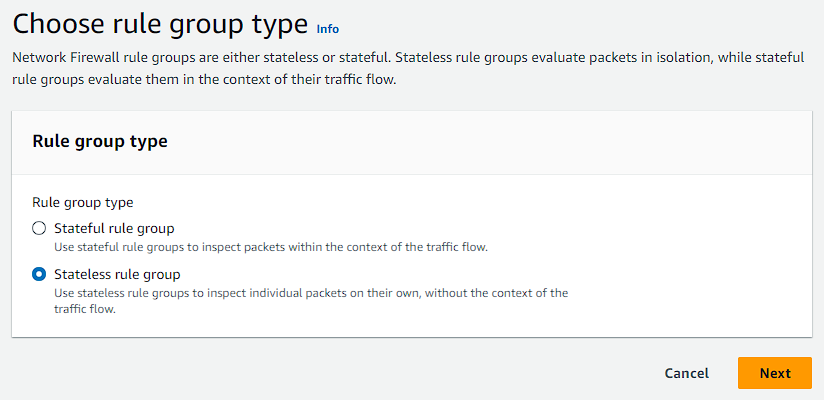 Choose rule group type Info
Network Firewall rule groups are either stateless or stateful. Stateless rule groups evaluate packets in isolation, while stateful
rule groups evaluate them in the context of their traffic flow.
Rule group type
Rule group type
Stateful rule group
Use stateful rule groups to inspect packets within the context of the traffic flow.
Stateless rule group
Use stateless rule groups to inspect individual packets on their own, without the context of the
traffic flow.
Cancel Next